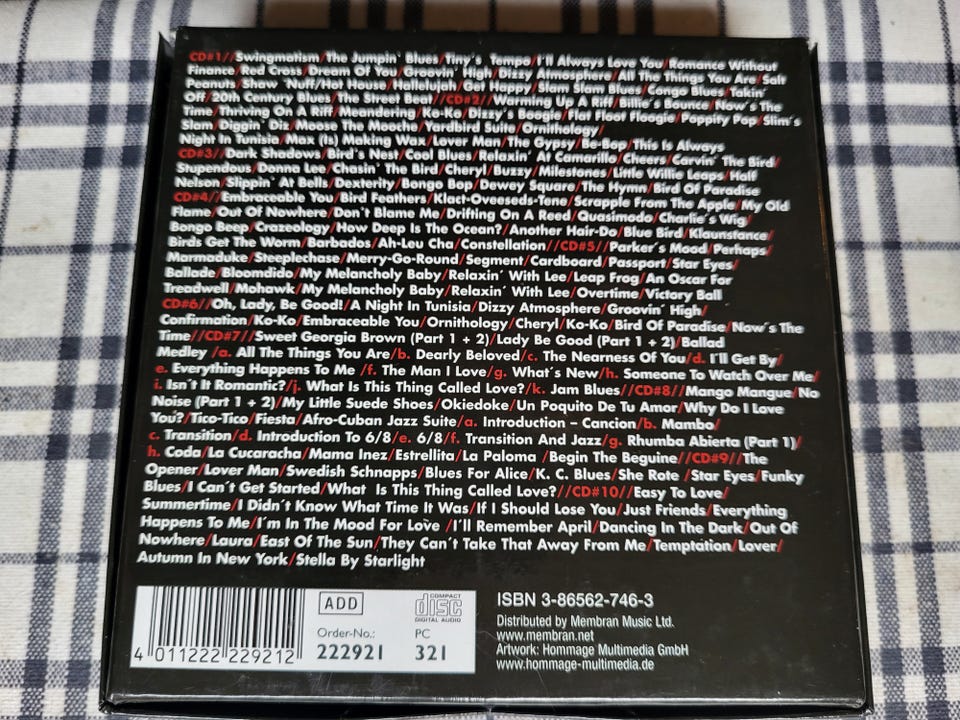 CD#1//Swingmatism/The Jumpin' Blues/Tiny's Tempo/I'll Always Love You/Romance Without
Finance/Red Cross/Dream Of You/Groovin' High/Dizzy Atmosphere/All The Things You Are/Salt
Peanuts/Shaw 'Nuff/Hot House/Hallelujah/Get Happy/Slam Slam Blues/Congo Blues/Takin'
Off/20th Century Blues/The Street Beat//CD#2//Warming Up A Riff/Billie's Bounce/Now's The
Time/Thriving On A Riff/Meandering/Ko-Ko/Dizzy's Boogie/Flat Floot Floogie/Poppity Pop/Slim's
Slam/Diggin' Diz/Moose The Mooche/Yardbird Suite/Ornithology/
Night In Tunisia/Max (Is) Making Wax/Lover Man/The Gypsy/Be-Bop/This Is Always
CD#3//Dark Shadows/Bird's Nest/Cool Blues/Relaxin' At Camarillo/Cheers/Carvin' The Bird/
Stupendous/Donna Lee/Chasin' The Bird/Cheryl/Buzzy/Milestones/Little Willie Leaps/Half
Nelson/Slippin' At Bells/Dexterity/Bongo Bop/Dewey Square/The Hymn/Bird Of Paradise
CD#4//Embraceable You/Bird Feathers/Klact-Oveeseds-Tene/Scrapple From The Apple/My Old
Flame/Out Of Nowhere/Don't Blame Me/Drifting On A Reed/Quasimodo/Charlie's Wig/
Bongo Beep/Crazeology/How Deep Is The Ocean?/Another Hair-Do/Blue Bird/Klaunstance/
Birds Get The Worm/Barbados/Ah-Leu Cha/Constellation//CD#5//Parker's Mood/Perhaps/
Marmaduke/Steeplechase/Merry-Go-Round/Segment/Cardboard/Passport/Star Eyes/
Ballade/Bloomdido/My Melancholy Baby/Relaxin' With Lee/Leap Frog/An Oscar For
Treadwell/Mohawk/My Melancholy Baby/Relaxin' With Lee/Overtime/Victory Ball
CD#6//Oh, Lady, Be Good!/A Night In Tunisia/Dizzy Atmosphere/Groovin' High/
Confirmation/Ko-Ko/Embraceable You/Ornithology/Cheryl/Ko-Ko/Bird Of Paradise/Now's The
Time//CD#7//Sweet Georgia Brown (Part 1 + 2)/Lady Be Good (Part 1 + 2)/Ballad
Medley /a. All The Things You Are/b. Dearly Beloved/c. The Nearness Of You/d. I'll Get By/
e. Everything Happens To Me /f. The Man I Love/g. What's New/h. Someone To Watch Over Me/
i. Isn't It Romantic?/j. What Is This Thing Called Love?/k. Jam Blues//CD#8//Mango Mangue/No
Noise (Part 1 + 2)/My Little Suede Shoes/Okiedoke/Un Poquito De Tu Amor/Why Do I Love
You?/Tico-Tico/Fiesta/Afro-Cuban Jazz Suite/a. Introduction – Cancion/b. Mambo/
c. Transition/d. Introduction To 6/8/e. 6/8/f. Transition And Jazz/g. Rhumba Abierta (Part 1)/
h. Coda/La Cucaracha/Mama Inez/Estrellita/La Paloma /Begin The Beguine//CD#9//The
Opener/Lover Man/Swedish Schnapps/Blues For Alice/K. C. Blues/She Rote /Star Eyes/Funky
Blues/I Can't Get Started/What Is This Thing Called Love?//CD#10//Easy To Love/
Summertime/I Didn't Know What Time It Was/If I Should Lose You/Just Friends/Everything
Happens To Me/I'm In The Mood For Love /I'll Remember April/Dancing In The Dark/Out Of
Nowhere/Laura/East Of The Sun/They Can't Take That Away From Me/Temptation/Lover/
Autumn In New York/Stella By Starlight
4 011222 229212
ADD
COMPACT
disc
DIGITAL AUDIO
Order-No.: PC
222921 321
ISBN 3-86562-746-3
Distributed by Membran Music Ltd.
www.membran.net
Artwork: Hommage Multimedia GmbH
www.hommage-multimedia.de